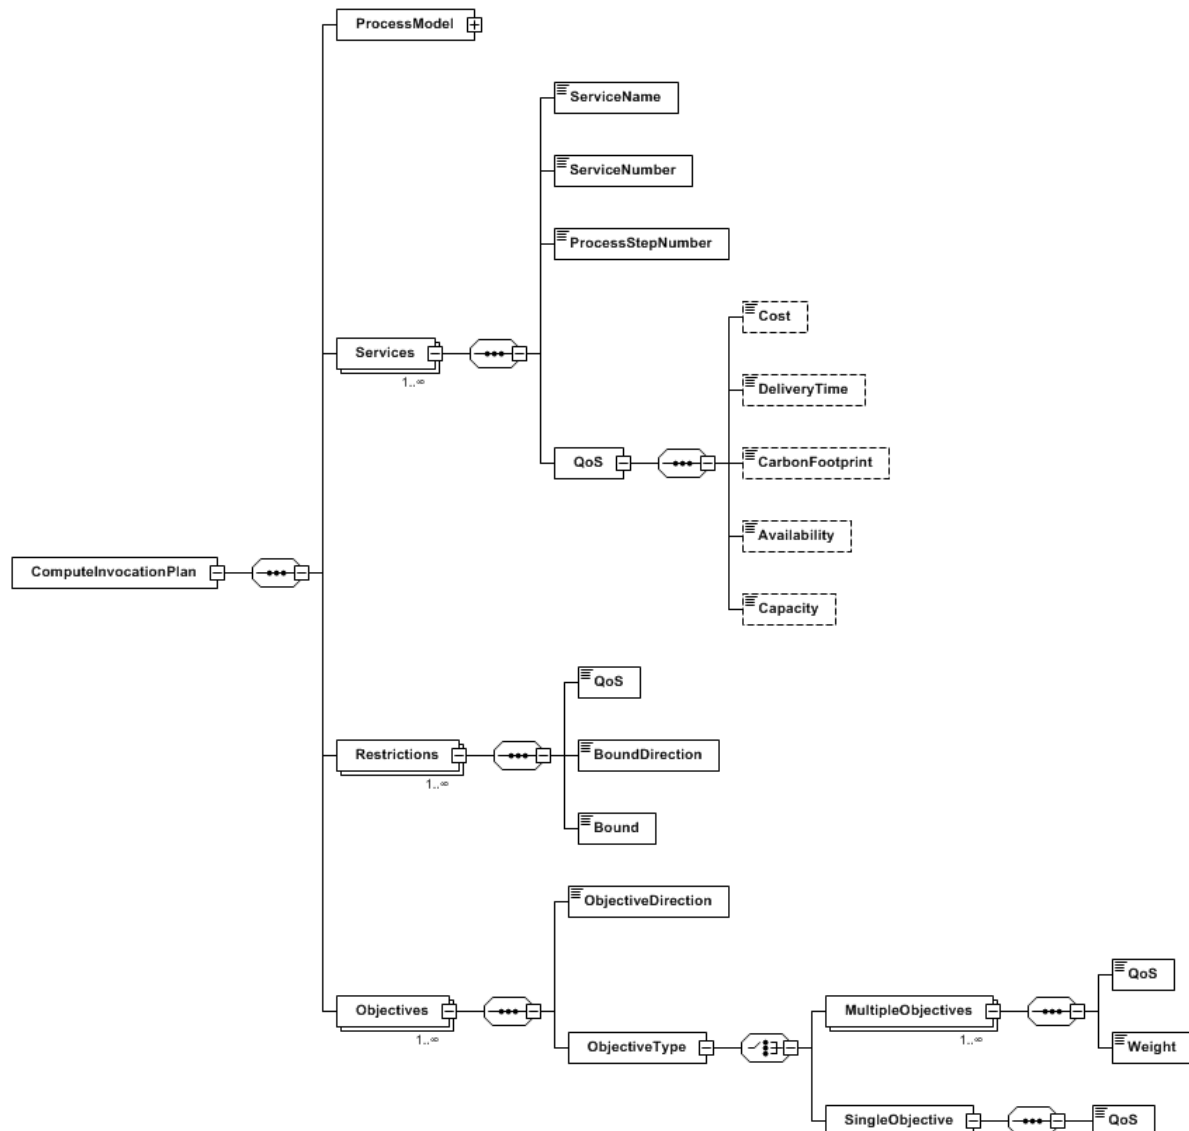 ProcessModel
ServiceName
ServiceNumber
ProcessStepNumber
Cost
DeliveryTime
Services
1..∞
QoS
CarbonFootprint
Availability
ComputeInvocationPlan
Capacity
QoS
Restrictions
1..∞
BoundDirection
Bound
ObjectiveDirection
QoS
Objectives
1..∞
MultipleObjectives
1..∞
ObjectiveType
Weight
SingleObjective
QoS